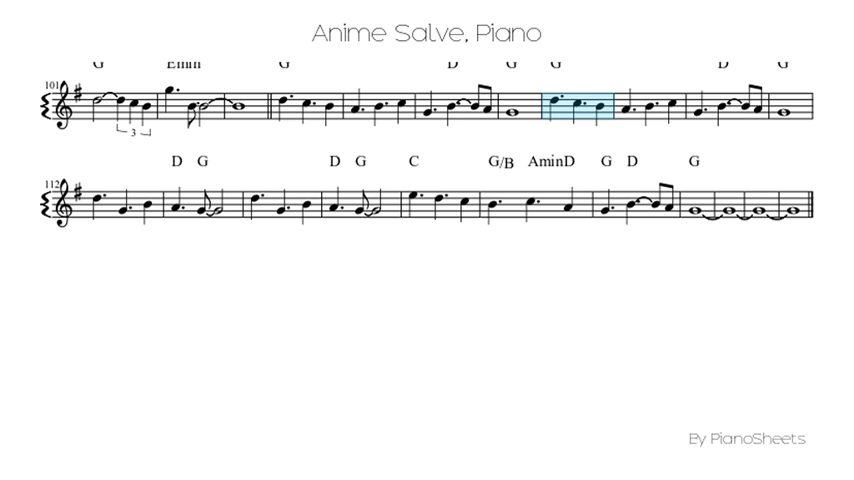 Anime Salve, Piano
G Emin G D G G D G
101
3
D G D G C G/B AminD G D G
112
By PianoSheets